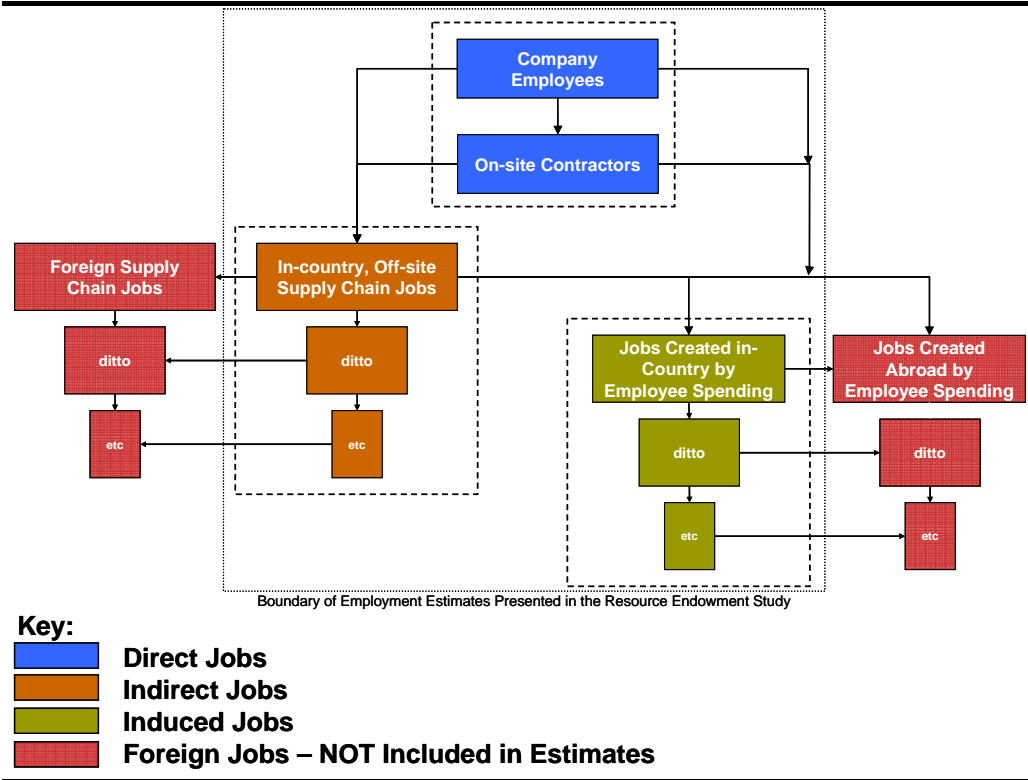 Company
Employees
On-site Contractors
Foreign Supply
Chain Jobs
In-country, Off-site
Supply Chain Jobs
ditto
ditto
Jobs Created in-
Country by
Employee Spending
Jobs Created
Abroad by
Employee Spending
etc
etc
ditto
ditto
etc
etc
Boundary of Employment Estimates Presented in the Resource Endowment Study
Key:
Direct Jobs
Indirect Jobs
Induced Jobs
Foreign Jobs – NOT Included in Estimates